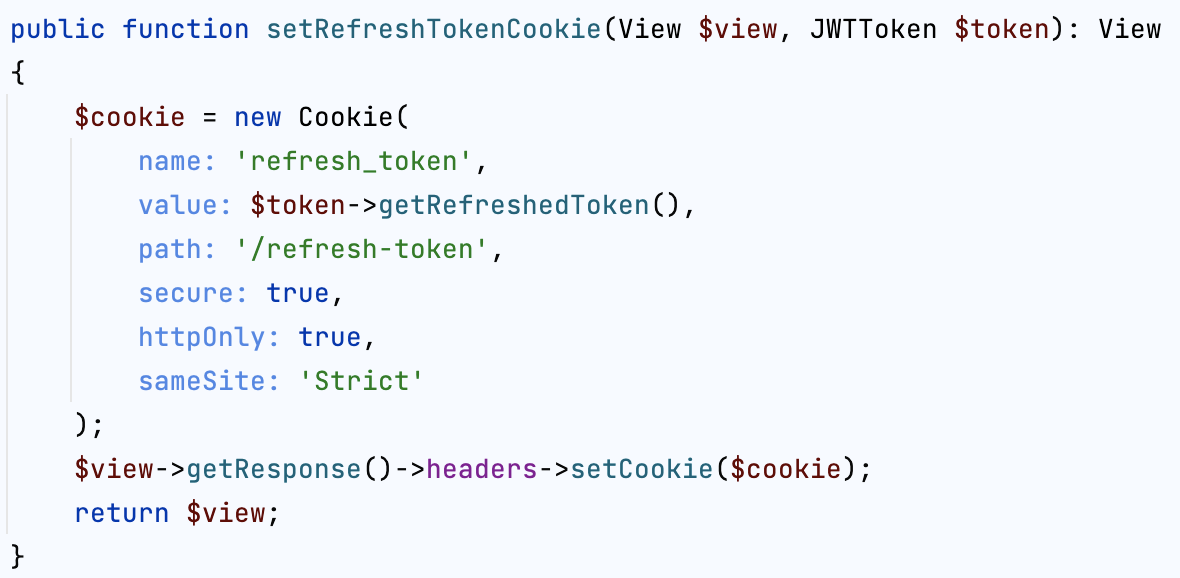 public function setRefreshTokenCookie(View $view, JWTToken $token): View
{
    $cookie = new Cookie(
        name: 'refresh_token',
        value: $token->getRefreshedToken(),
        path: '/refresh-token',
        secure: true,
        httpOnly: true,
        sameSite: 'Strict'
    );
    $view->getResponse()->headers->setCookie($cookie);
    return $view;
}